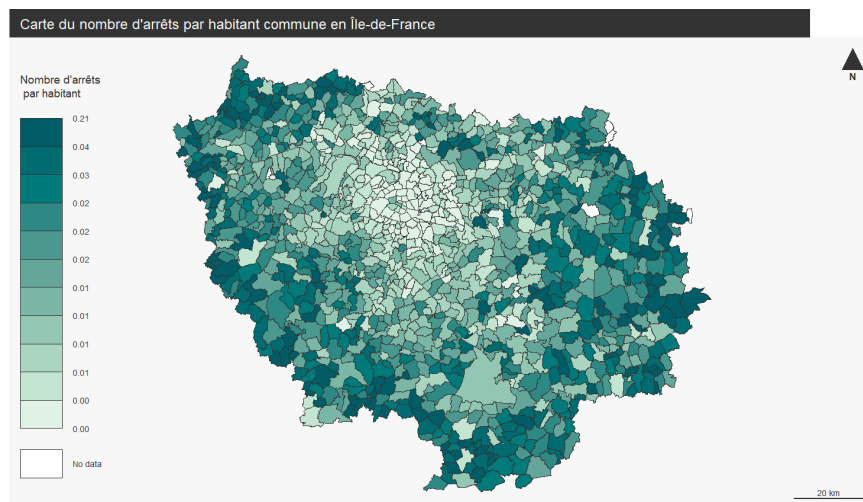 Carte du nombre d'arrêts par habitant commune en Île-de-France
N
Nombre d'arrêts
par habitant
0.21
0.04
0.03
0.02
0.02
0.02
0.01
0.01
0.01
0.01
0.00
0.00
No data
20 km